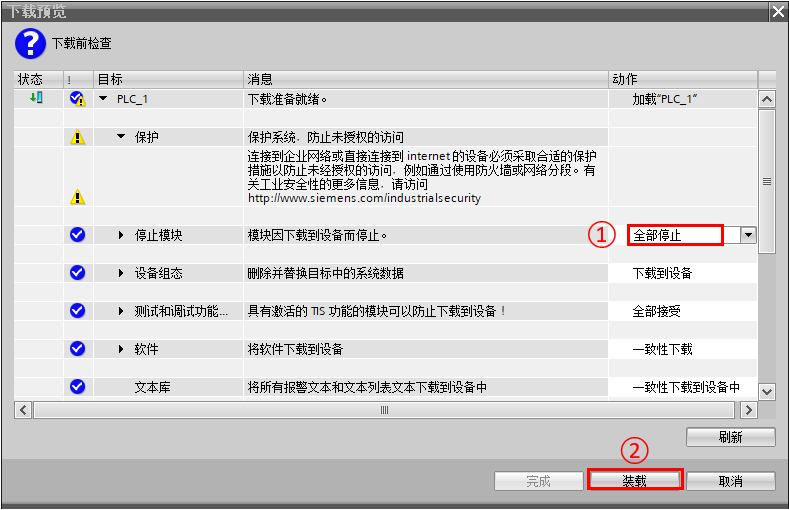 下载预览
下载前检查
状态 ! 目标 消息 动作
PLC_1 下载准备就绪。 加载"PLC_1"
保护 保护系统，防止未授权的访问
连接到企业网络或直接连接到 internet 的设备必须采取合适的保护
措施以防止未经授权的访问，例如通过使用防火墙或网络分段。有
关工业安全性的更多信息，请访问
http://www.siemens.com/industrialsecurity
停止模块 模块因下载到设备而停止。 ① 全部停止
设备组态 删除并替换目标中的系统数据 下载到设备
测试和调试功能... 具有激活的 TIS 功能的模块可以防止下载到设备！ 全部接受
软件 将软件下载到设备 一致性下载
文本库 将所有报警文本和文本列表文本下载到设备中 一致性下载到设备中
刷新
②
完成 装载 取消